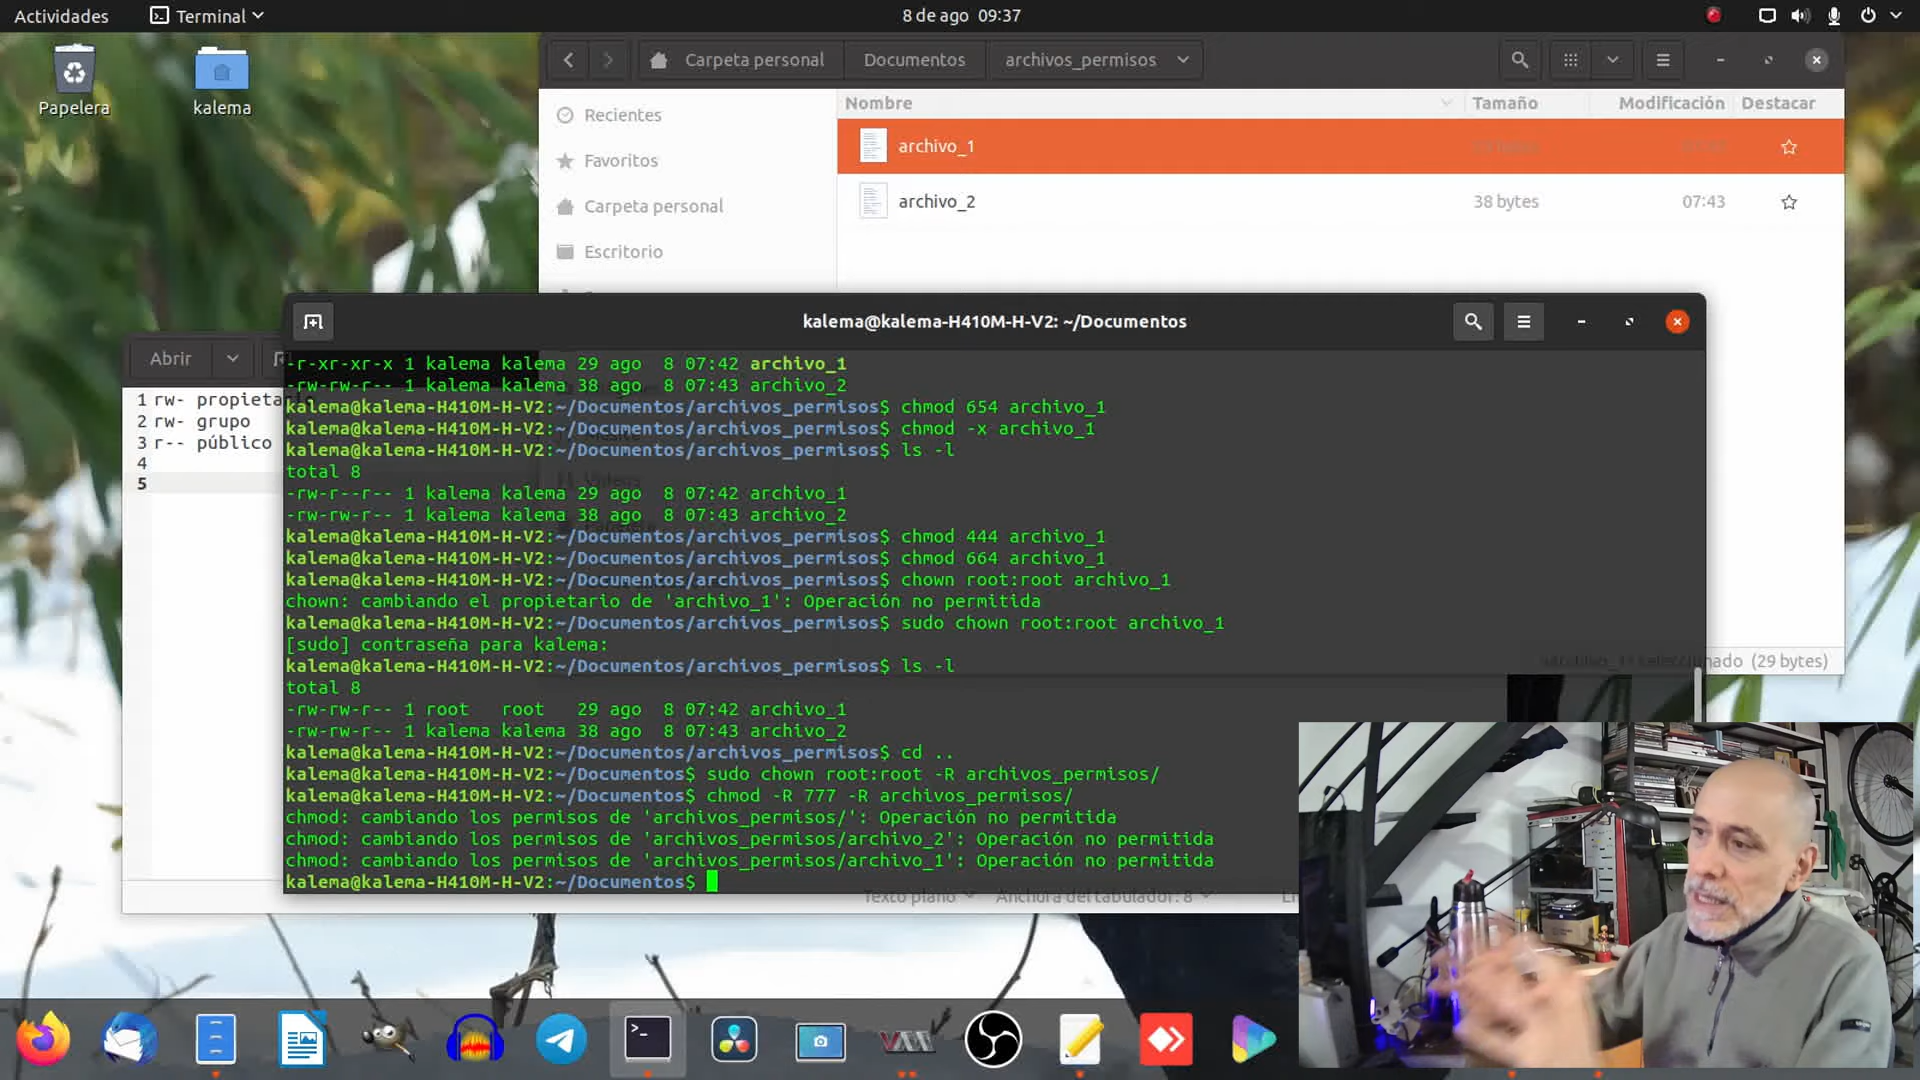 Actividades
Terminal
8 de ago 09:37
Papelera
kalema
Carpeta personal
Documentos
archivos_permisos
Nombre
Tamaño
Modificación
Destacar
Recientes
archivo_1
Favoritos
archivo_2
38 bytes
07:43
Carpeta personal
Escritorio
kalema@kalema-H410M-H-V2: ~/Documentos
Abrir
1 rw- propieta
2 rw- grupo
3 r-- público
4
5
-r-xr-xr-x 1 kalema kalema 29 ago  8 07:42 archivo_1
-rw-rw-r-- 1 kalema kalema 38 ago  8 07:43 archivo_2
kalema@kalema-H410M-H-V2:~/Documentos/archivos_permisos$ chmod 654 archivo_1
kalema@kalema-H410M-H-V2:~/Documentos/archivos_permisos$ chmod -x archivo_1
kalema@kalema-H410M-H-V2:~/Documentos/archivos_permisos$ ls -l
total 8
-rw-r--r-- 1 kalema kalema 29 ago  8 07:42 archivo_1
-rw-rw-r-- 1 kalema kalema 38 ago  8 07:43 archivo_2
kalema@kalema-H410M-H-V2:~/Documentos/archivos_permisos$ chmod 444 archivo_1
kalema@kalema-H410M-H-V2:~/Documentos/archivos_permisos$ chmod 664 archivo_1
kalema@kalema-H410M-H-V2:~/Documentos/archivos_permisos$ chown root:root archivo_1
chown: cambiando el propietario de 'archivo_1': Operación no permitida
kalema@kalema-H410M-H-V2:~/Documentos/archivos_permisos$ sudo chown root:root archivo_1
[sudo] contraseña para kalema:
kalema@kalema-H410M-H-V2:~/Documentos/archivos_permisos$ ls -l
total 8
-rw-rw-r-- 1 root   root   29 ago  8 07:42 archivo_1
-rw-rw-r-- 1 kalema kalema 38 ago  8 07:43 archivo_2
kalema@kalema-H410M-H-V2:~/Documentos/archivos_permisos$ cd ..
kalema@kalema-H410M-H-V2:~/Documentos$ sudo chown root:root -R archivos_permisos/
kalema@kalema-H410M-H-V2:~/Documentos$ chmod -R 777 -R archivos_permisos/
chmod: cambiando los permisos de 'archivos_permisos/': Operación no permitida
chmod: cambiando los permisos de 'archivos_permisos/archivo_2': Operación no permitida
chmod: cambiando los permisos de 'archivos_permisos/archivo_1': Operación no permitida
kalema@kalema-H410M-H-V2:~/Documentos$
(29 bytes)
Texto plano
Anchura del tabulador: 8